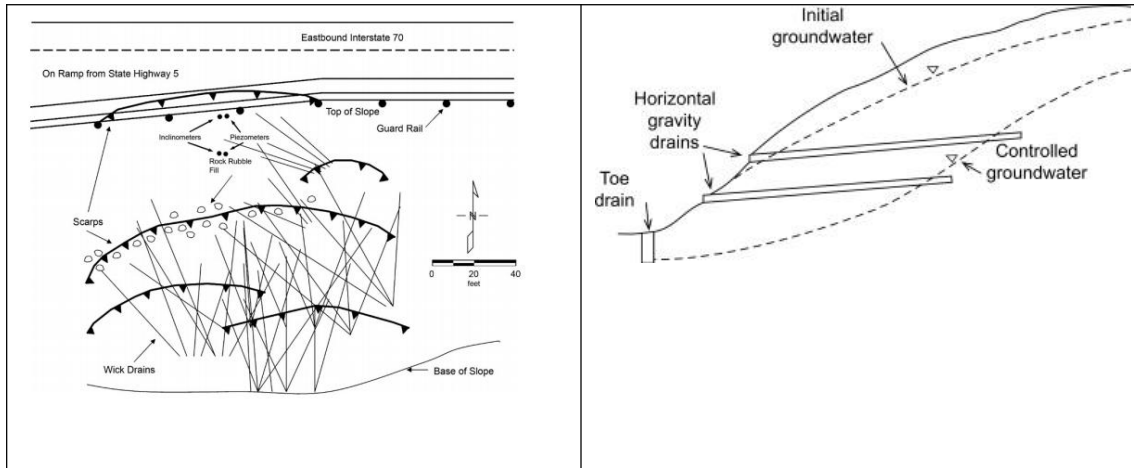 Eastbound Interstate 70
On Ramp from State Highway 5
Top of Slope
Guard Rail
Inclinometers
Piezometers
Rock Rubble
Fill
Scarps
N
0 20 40
feet
Wick Drains
Base of Slope
Initial
groundwater
Horizontal
gravity
drains
Controlled
groundwater
Toe
drain